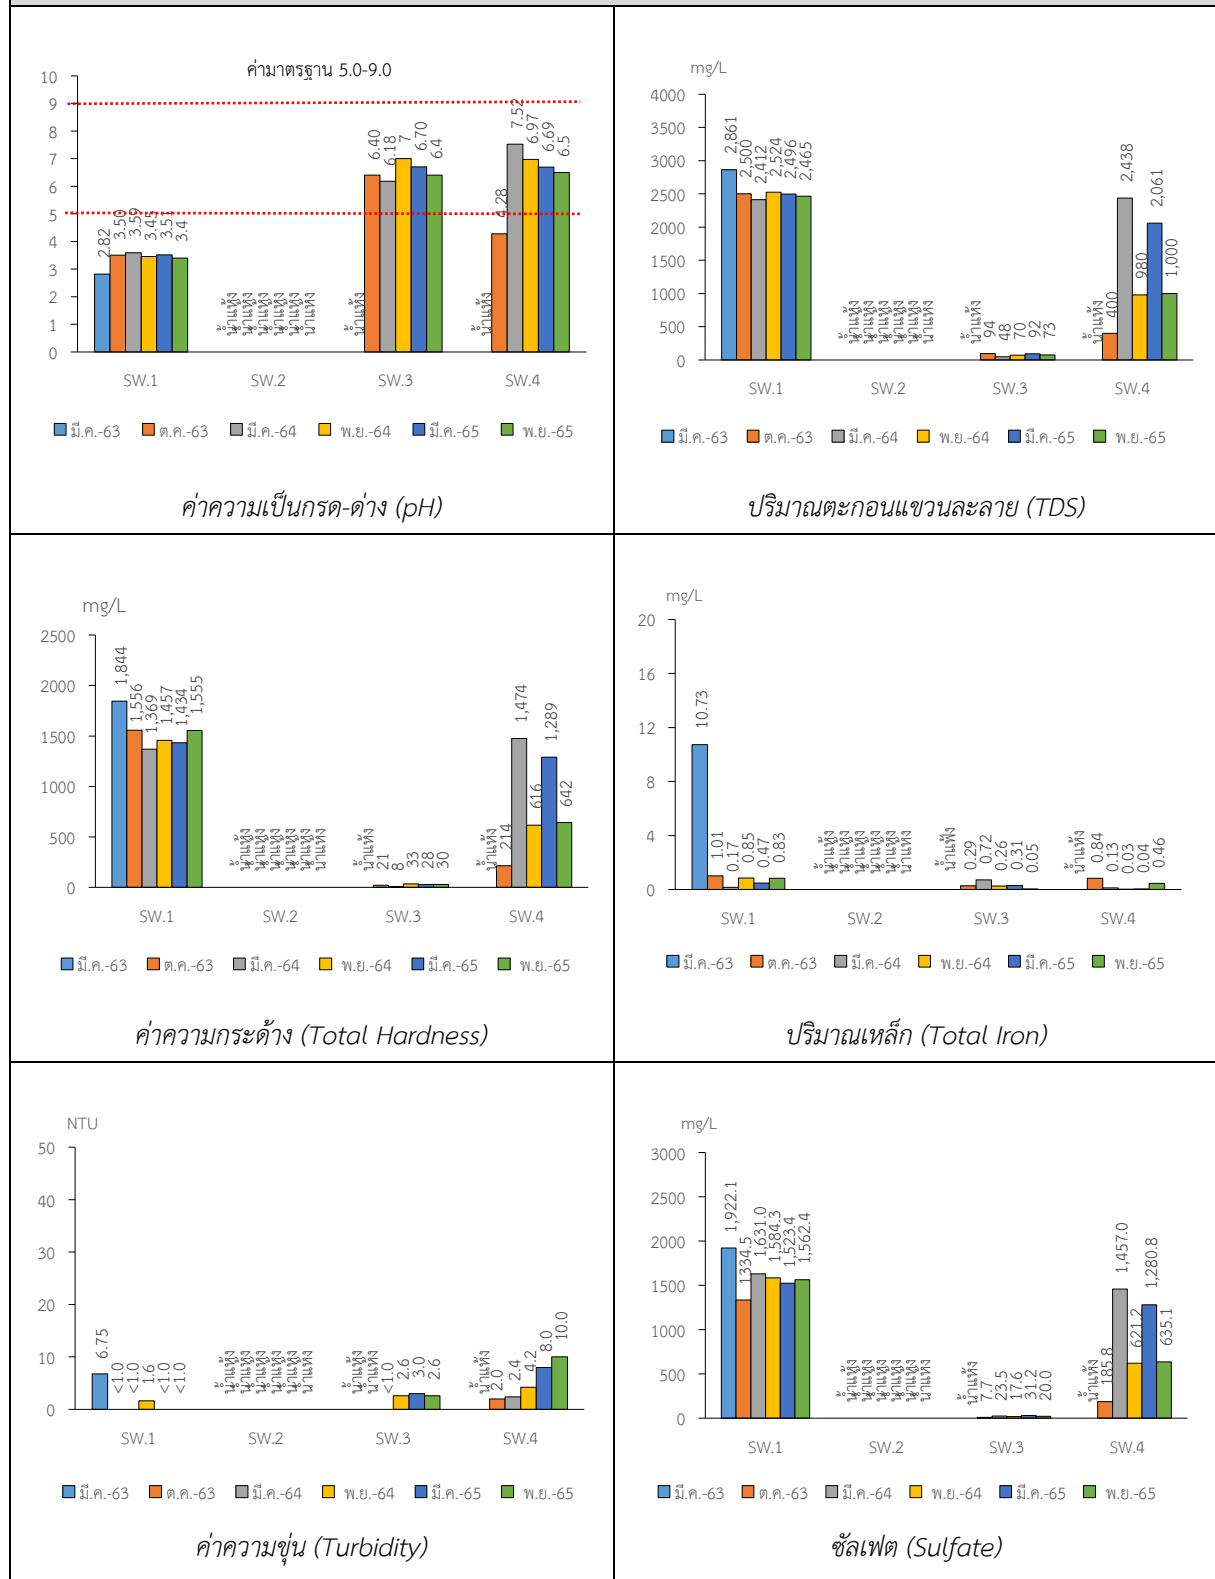 ค่ามาตรฐาน 5.0-9.0
10
9
8
7
6
5
4
3
2
1
0
2.82
3.50
3.59
3.45
3.51
3.4
น้ำแห้ง
น้ำแห้ง
น้ำแห้ง
น้ำแห้ง
น้ำแห้ง
น้ำแห้ง
น้ำแห้ง
6.40
6.18
7
6.70
6.4
น้ำแห้ง
4.28
7.52
6.97
6.69
6.5
SW.1 SW.2 SW.3 SW.4
มี.ค.-63 ต.ค.-63 มี.ค.-64 พ.ย.-64 มี.ค.-65 พ.ย.-65
ค่าความเป็นกรด-ด่าง (pH)
mg/L
4000
3500
3000
2500
2000
1500
1000
500
0
2,861
2,500
2,412
2,524
2,496
2,465
น้ำแห้ง
น้ำแห้ง
น้ำแห้ง
น้ำแห้ง
น้ำแห้ง
น้ำแห้ง
น้ำแห้ง
94
48
70
92
73
น้ำแห้ง
400
2,438
980
2,061
1,000
SW.1 SW.2 SW.3 SW.4
มี.ค.-63 ต.ค.-63 มี.ค.-64 พ.ย.-64 มี.ค.-65 พ.ย.-65
ปริมาณตะกอนแขวนละลาย (TDS)
mg/L
2500
2000
1500
1000
500
0
1,844
1,556
1,369
1,457
1,434
1,555
น้ำแห้ง
น้ำแห้ง
น้ำแห้ง
น้ำแห้ง
น้ำแห้ง
น้ำแห้ง
น้ำแห้ง
21
8
33
28
30
น้ำแห้ง
214
1,474
616
1,289
642
SW.1 SW.2 SW.3 SW.4
มี.ค.-63 ต.ค.-63 มี.ค.-64 พ.ย.-64 มี.ค.-65 พ.ย.-65
ค่าความกระด้าง (Total Hardness)
mg/L
20
16
12
8
4
0
10.73
1.01
0.17
0.85
0.47
0.83
น้ำแห้ง
น้ำแห้ง
น้ำแห้ง
น้ำแห้ง
น้ำแห้ง
น้ำแห้ง
น้ำแห้ง
0.29
0.72
0.26
0.31
0.05
น้ำแห้ง
0.84
0.13
0.03
0.04
0.46
SW.1 SW.2 SW.3 SW.4
มี.ค.-63 ต.ค.-63 มี.ค.-64 พ.ย.-64 มี.ค.-65 พ.ย.-65
ปริมาณเหล็ก (Total Iron)
NTU
50
40
30
20
10
0
6.75
<1.0
<1.0
1.6
<1.0
<1.0
น้ำแห้ง
น้ำแห้ง
น้ำแห้ง
น้ำแห้ง
น้ำแห้ง
น้ำแห้ง
น้ำแห้ง
น้ำแห้ง
<1.0
2.6
3.0
2.6
น้ำแห้ง
2.0
2.4
4.2
8.0
10.0
SW.1 SW.2 SW.3 SW.4
มี.ค.-63 ต.ค.-63 มี.ค.-64 พ.ย.-64 มี.ค.-65 พ.ย.-65
ค่าความขุ่น (Turbidity)
mg/L
3000
2500
2000
1500
1000
500
0
1,922.1
1334.5
1,631.0
1,584.3
1,523.4
1,562.4
น้ำแห้ง
น้ำแห้ง
น้ำแห้ง
น้ำแห้ง
น้ำแห้ง
น้ำแห้ง
น้ำแห้ง
7.7
23.5
17.6
31.2
20.0
น้ำแห้ง
185.8
1,457.0
621.2
1,280.8
635.1
SW.1 SW.2 SW.3 SW.4
มี.ค.-63 ต.ค.-63 มี.ค.-64 พ.ย.-64 มี.ค.-65 พ.ย.-65
ซัลเฟต (Sulfate)